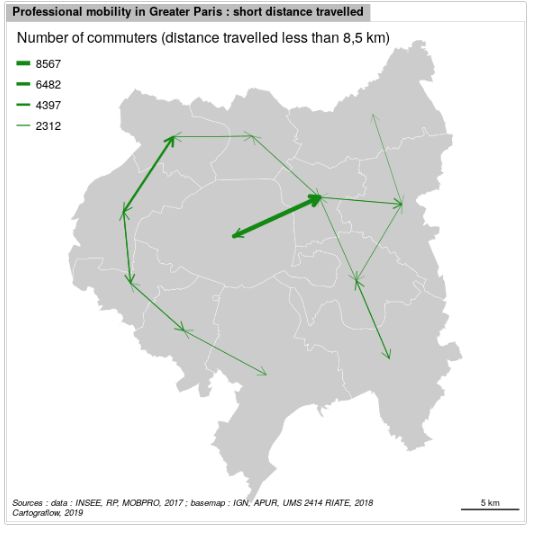 Professional mobility in Greater Paris : short distance travelled
Number of commuters (distance travelled less than 8,5 km)
8567
6482
4397
2312
Sources : data : INSEE, RP, MOBPRO, 2017 ; basemap : IGN, APUR, UMS 2414 RIATE, 2018
Cartograflow, 2019
5 km